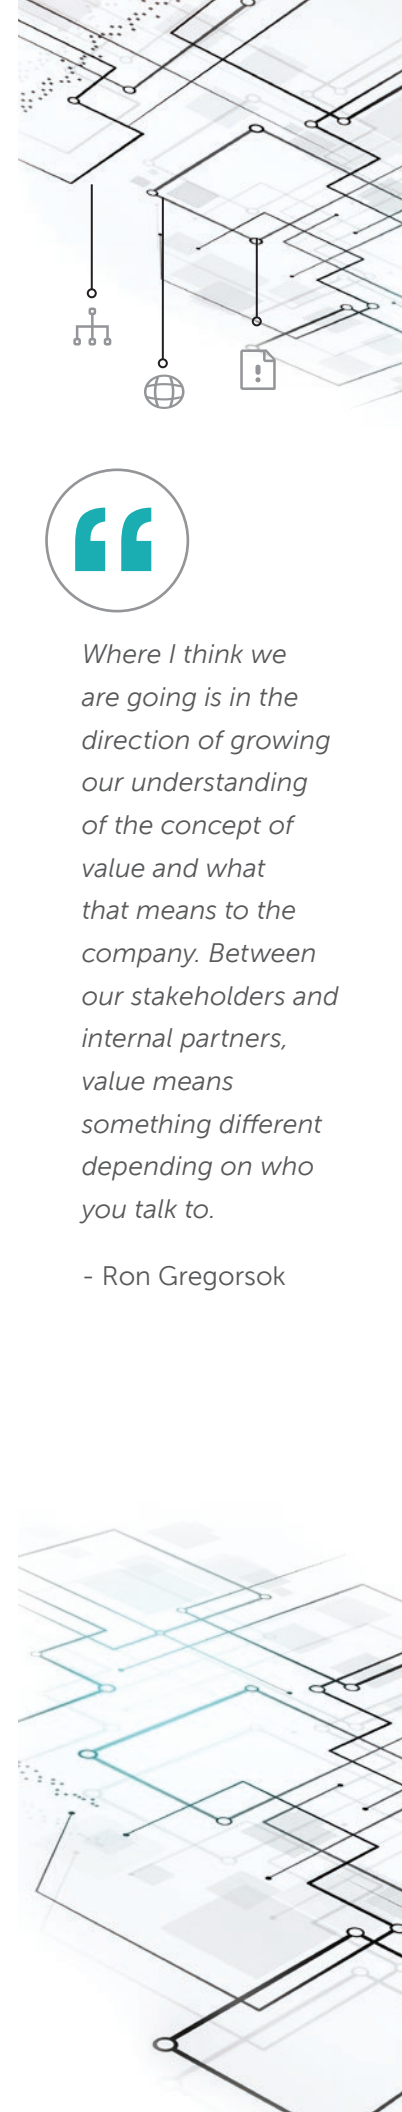 Where I think we
are going is in the
direction of growing
our understanding
of the concept of
value and what
that means to the
company. Between
our stakeholders and
internal partners,
value means
something different
depending on who
you talk to.
- Ron Gregorsok